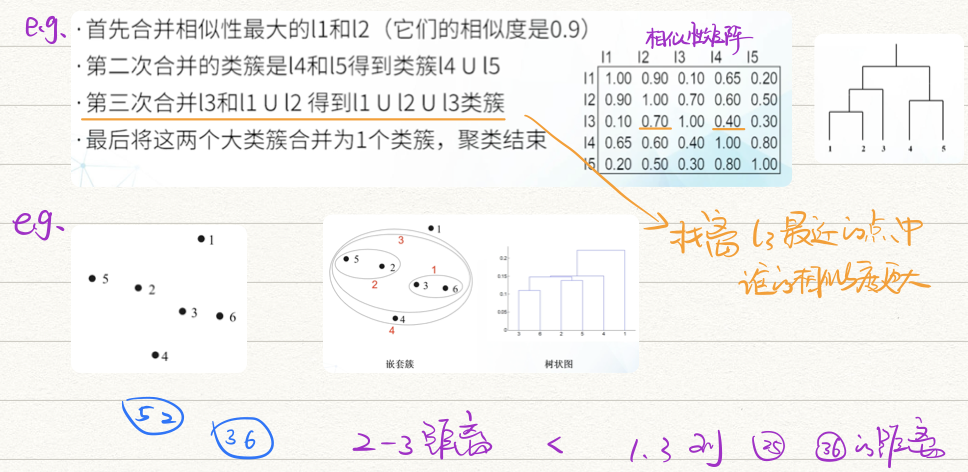 e.g. ·首先合并相似性最大的l1和l2（它们的相似度是0.9）
·第二次合并的类簇是l4和l5得到类簇l4 ∪ l5
·第三次合并l3和l1 ∪ l2 得到l1 ∪ l2 ∪ l3类簇
·最后将这两个大类簇合并为1个类簇，聚类结束
相似性矩阵
l1 l2 l3 l4 l5
l1 1.00 0.90 0.10 0.65 0.20
l2 0.90 1.00 0.70 0.60 0.50
l3 0.10 0.70 1.00 0.40 0.30
l4 0.65 0.60 0.40 1.00 0.80
l5 0.20 0.50 0.30 0.80 1.00
1 2 3 4 5
找离 l3 最近的点中
谁的相似度更大
e.g.
1
5
2
3 6
4
1
3
5
2
1
2
3 6
4
4
嵌套簇
0.2
0.15
0.1
0.05
0
3 6 2 5 4 1
树状图
52
36
2-3距离 < 1.3到 25 36的距离